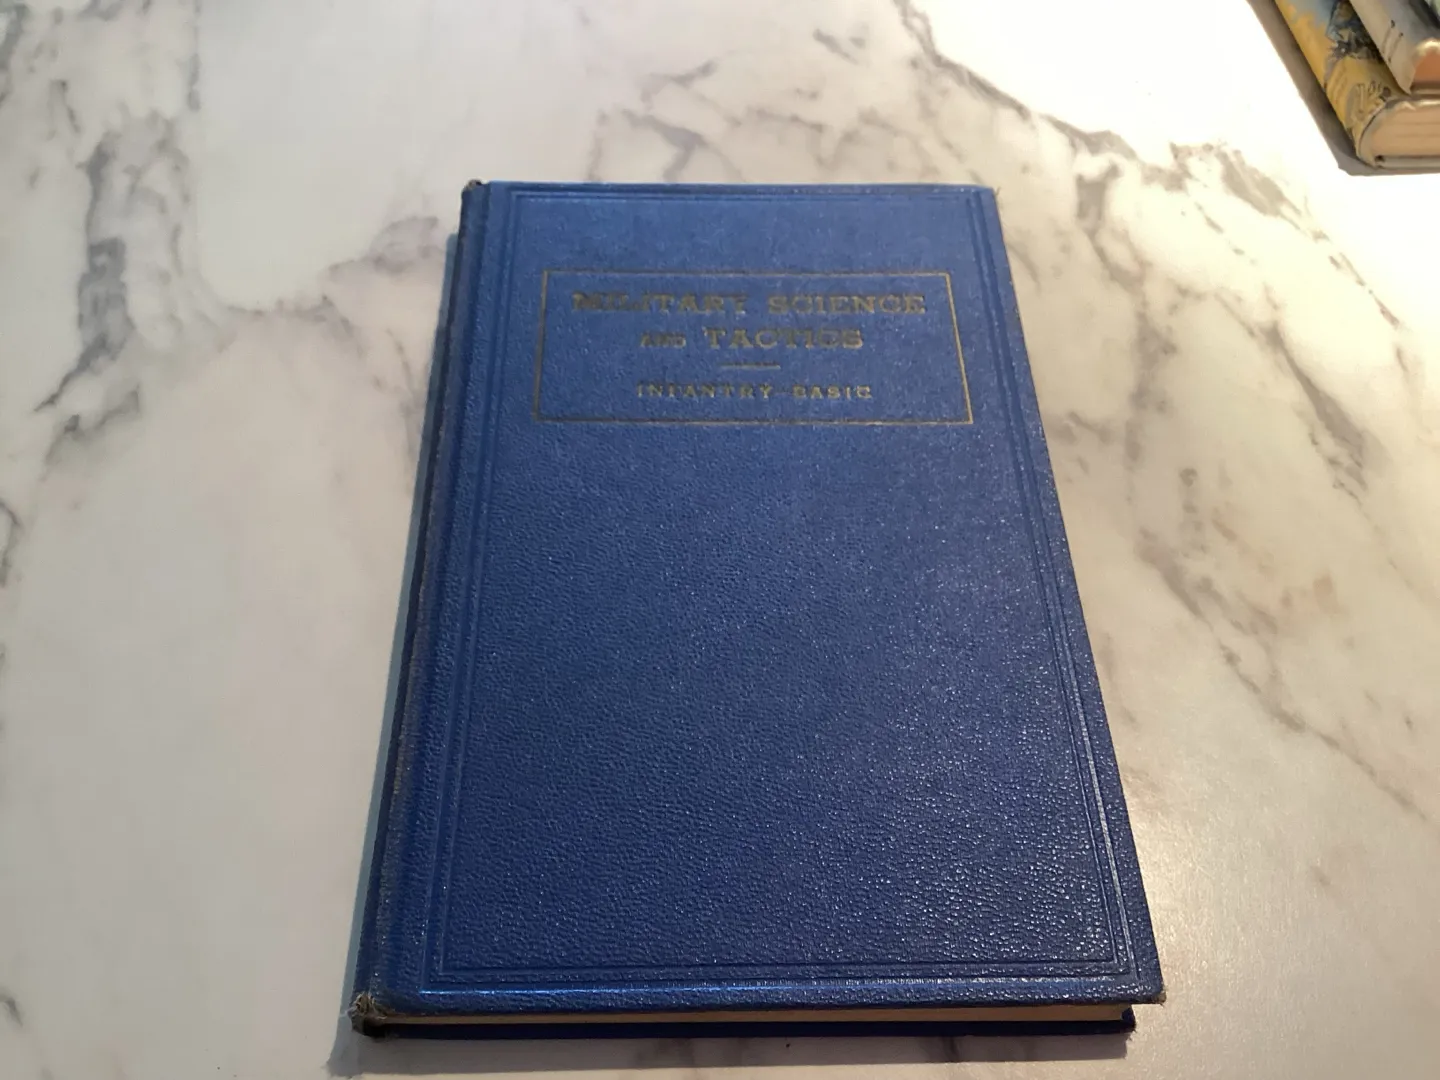 MILITARY SCIENCE
AND TACTICS
INFANTRY-BASIC